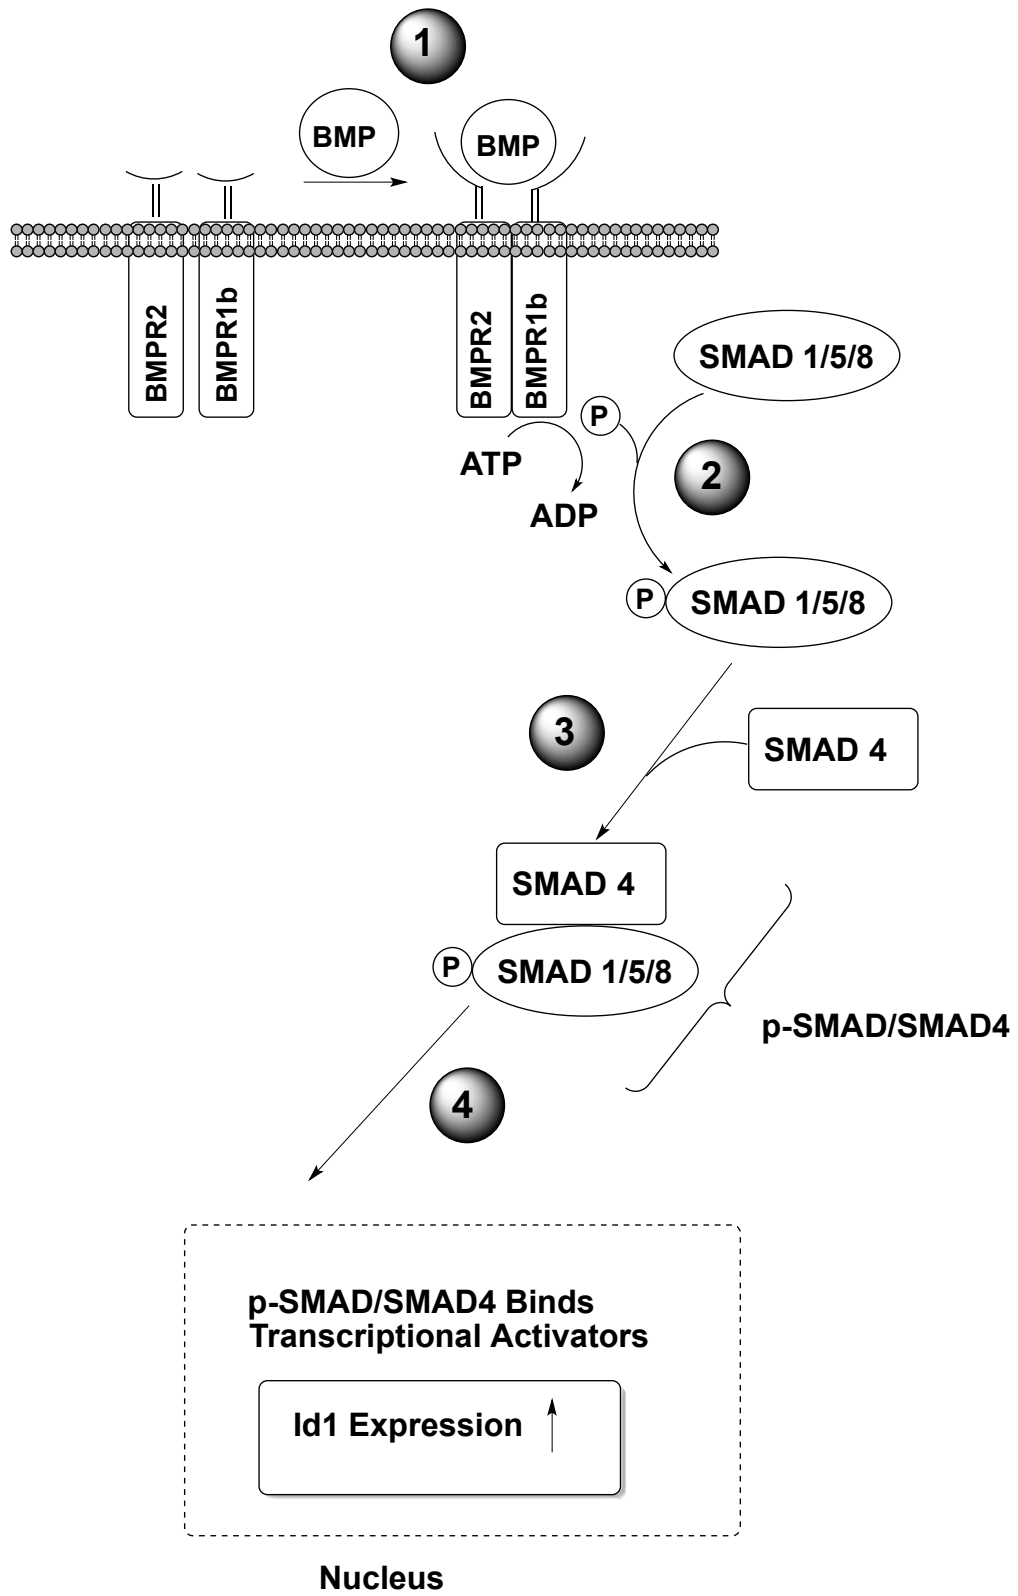 1
BMP
BMP
BMPR2
BMPR1b
BMPR2
BMPR1b
SMAD 1/5/8
P
ATP
2
ADP
P
SMAD 1/5/8
3
SMAD 4
SMAD 4
P
SMAD 1/5/8
p-SMAD/SMAD4
4
p-SMAD/SMAD4 Binds
Transcriptional Activators
Id1 Expression
Nucleus